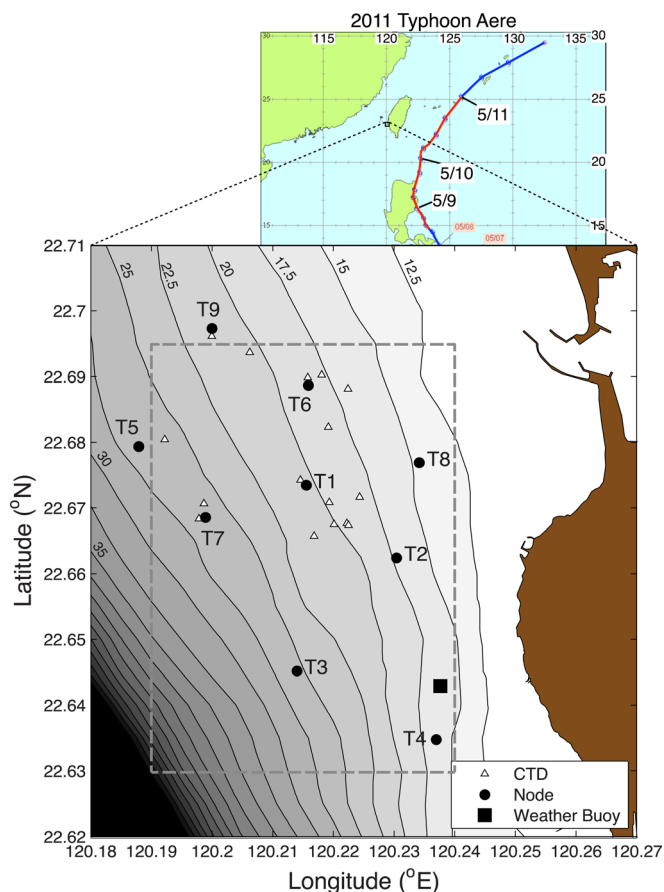 2011 Typhoon Aere
115 120 125 130 135 30
25
5/11
20
5/10
5/9
15
05/08
05/07
22.71
22.7
22.69
22.68
22.67
22.66
22.65
22.64
22.63
22.62
Latitude (°N)
25 22.5 20 17.5 15 12.5
30
35
T9
T6
T5
T8
T1
T7
T2
T3
T4
CTD
Node
Weather Buoy
120.18 120.19 120.2 120.21 120.22 120.23 120.24 120.25 120.26 120.27
Longitude (°E)